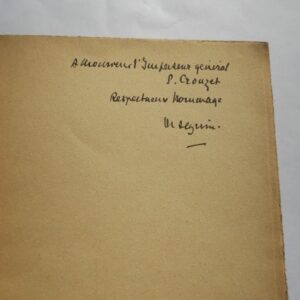 A Monsieur l'Inspecteur général
P. Crouzet
Respectueux hommage
M Seguin.